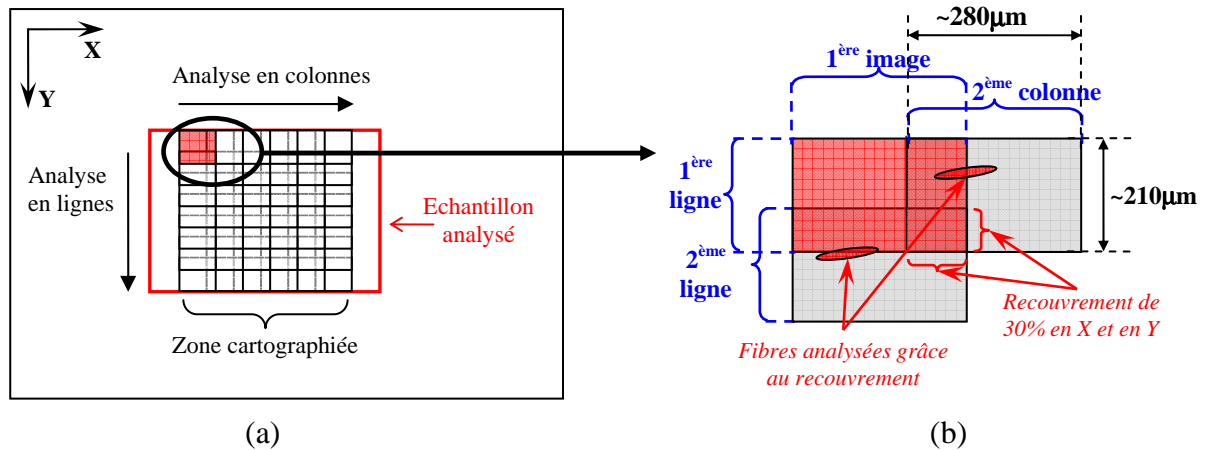 X
Y
Analyse en colonnes
Analyse
en lignes
Echantillon
analysé
Zone cartographiée
(a)
~280µm
1ère image
2ème colonne
1ère
ligne
~210µm
2ème
ligne
Recouvrement de
30% en X et en Y
Fibres analysées grâce
au recouvrement
(b)